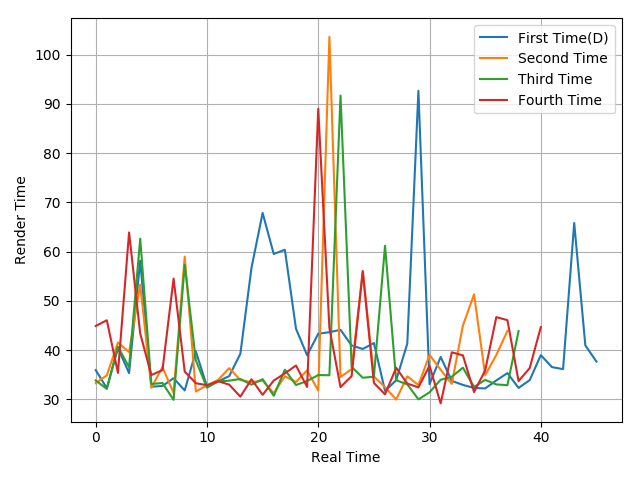 First Time(D)
Second Time
Third Time
Fourth Time
100
90
80
70
60
50
40
30
Render Time
0 10 20 30 40
Real Time